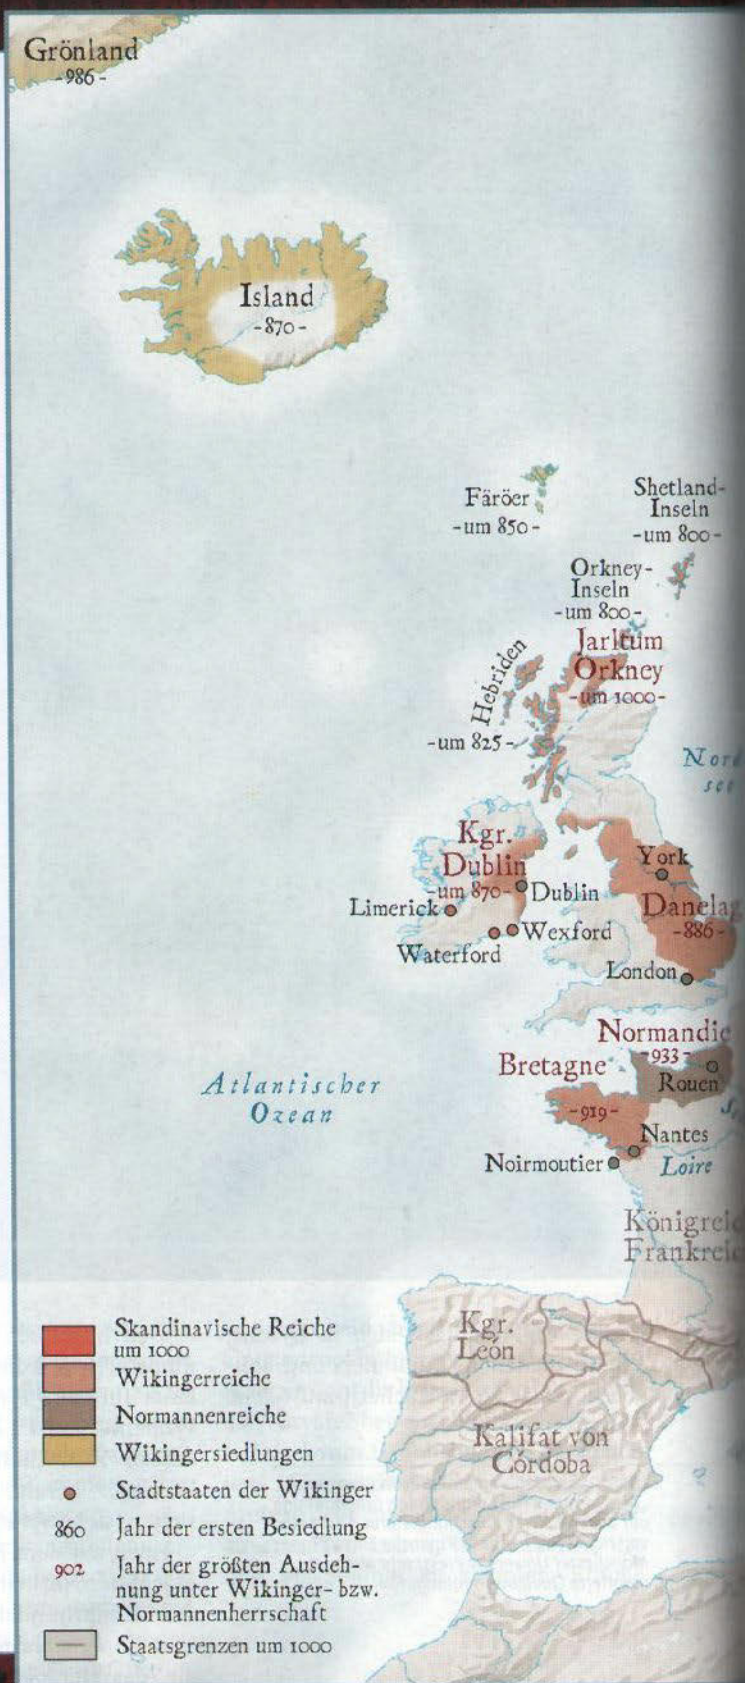 Grönland
-986-
Island
-870-
Färöer
-um 850-
Shetland-
Inseln
-um 800-
Orkney-
Inseln
-um 800-
Jarltum
Orkney
-um 1000-
Hebriden
-um 825-
Kgr.
Dublin
-um 870-
Dublin
York
Limerick
Wexford
Waterford
-886-
London
Normandie
-933-
Bretagne
Rouen
Atlantischer
Ozean
-919-
Nantes
Noirmoutier
Loire
Kgr.
León
Kalifat von
Córdoba
Skandinavische Reiche
um 1000
Wikingerreiche
Normannenreiche
Wikingersiedlungen
Stadtstaaten der Wikinger
860 Jahr der ersten Besiedlung
902 Jahr der größten Ausdeh-
nung unter Wikinger- bzw.
Normannenherrschaft
Staatsgrenzen um 1000